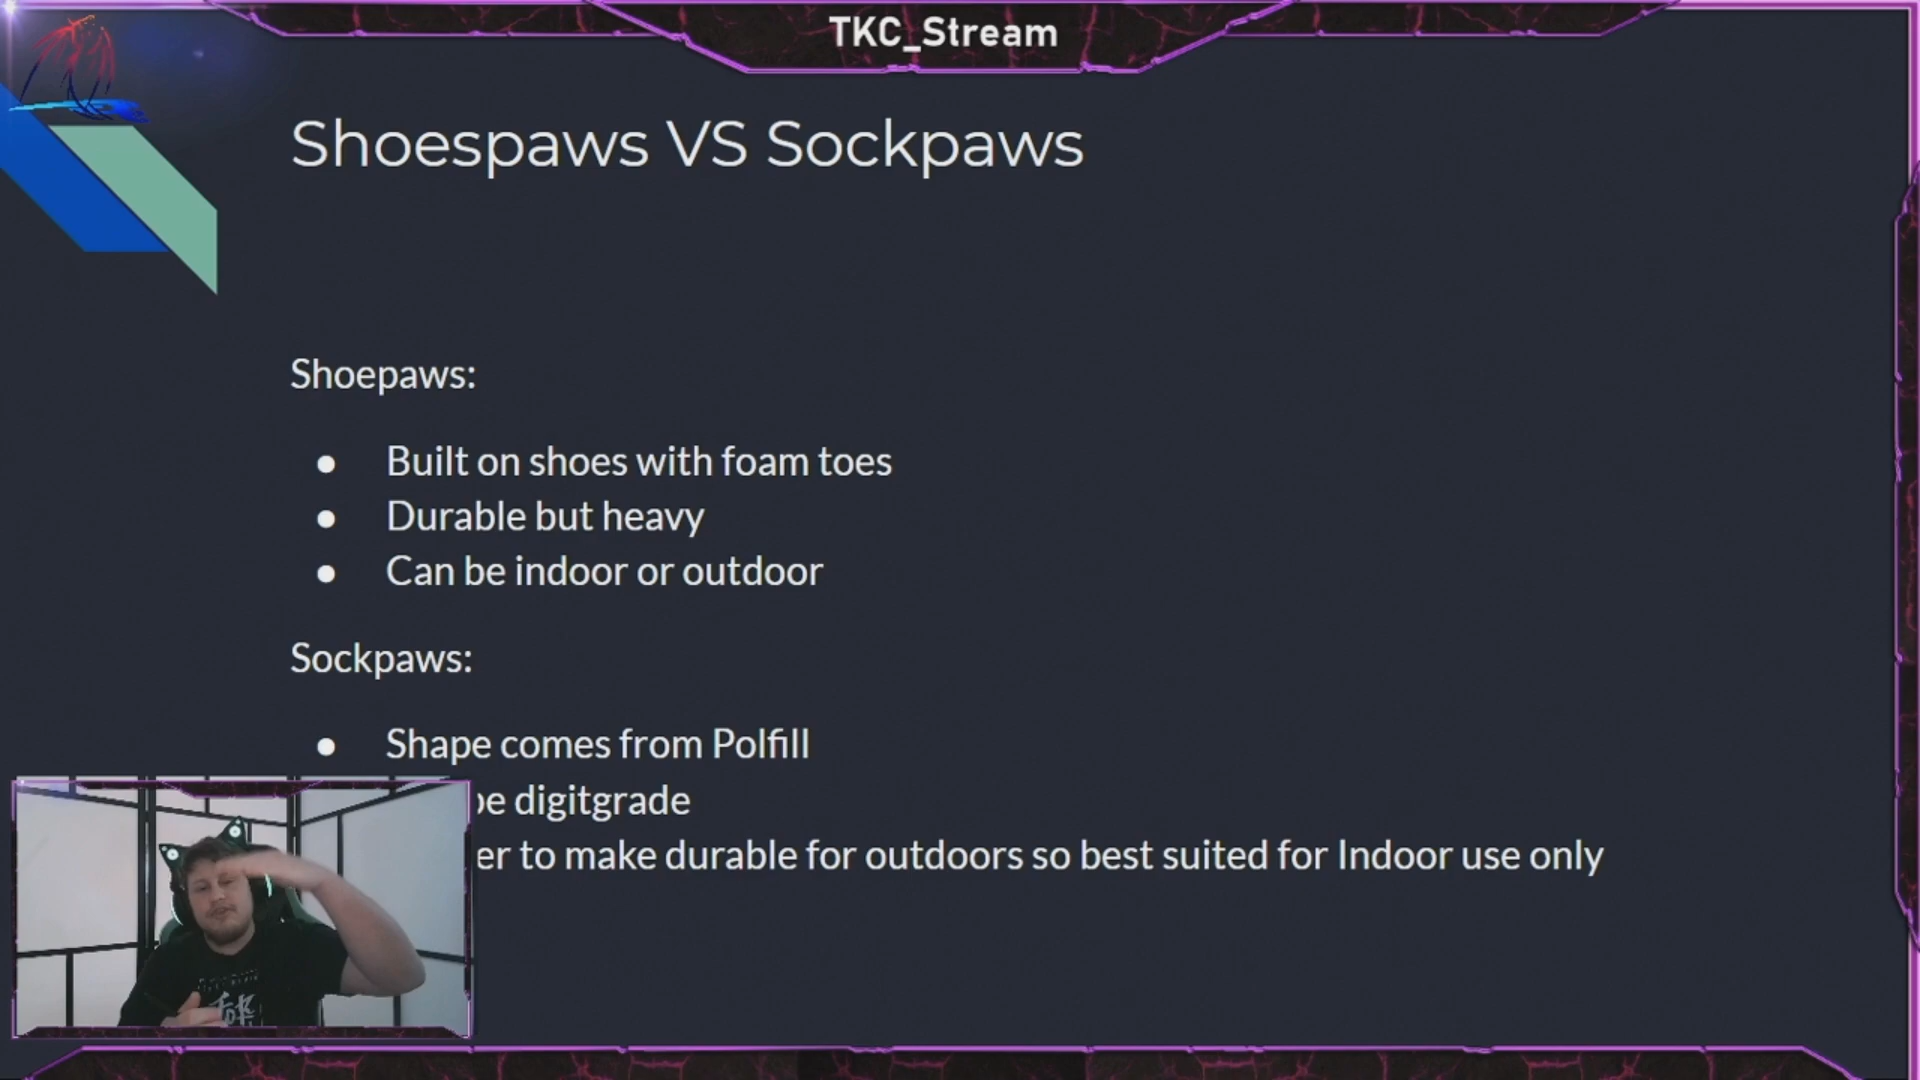 TKC_Stream
Shoespaws VS Sockpaws
Shoepaws:
● Built on shoes with foam toes
● Durable but heavy
● Can be indoor or outdoor
Sockpaws:
● Shape comes from Polfill
be digitgrade
er to make durable for outdoors so best suited for Indoor use only